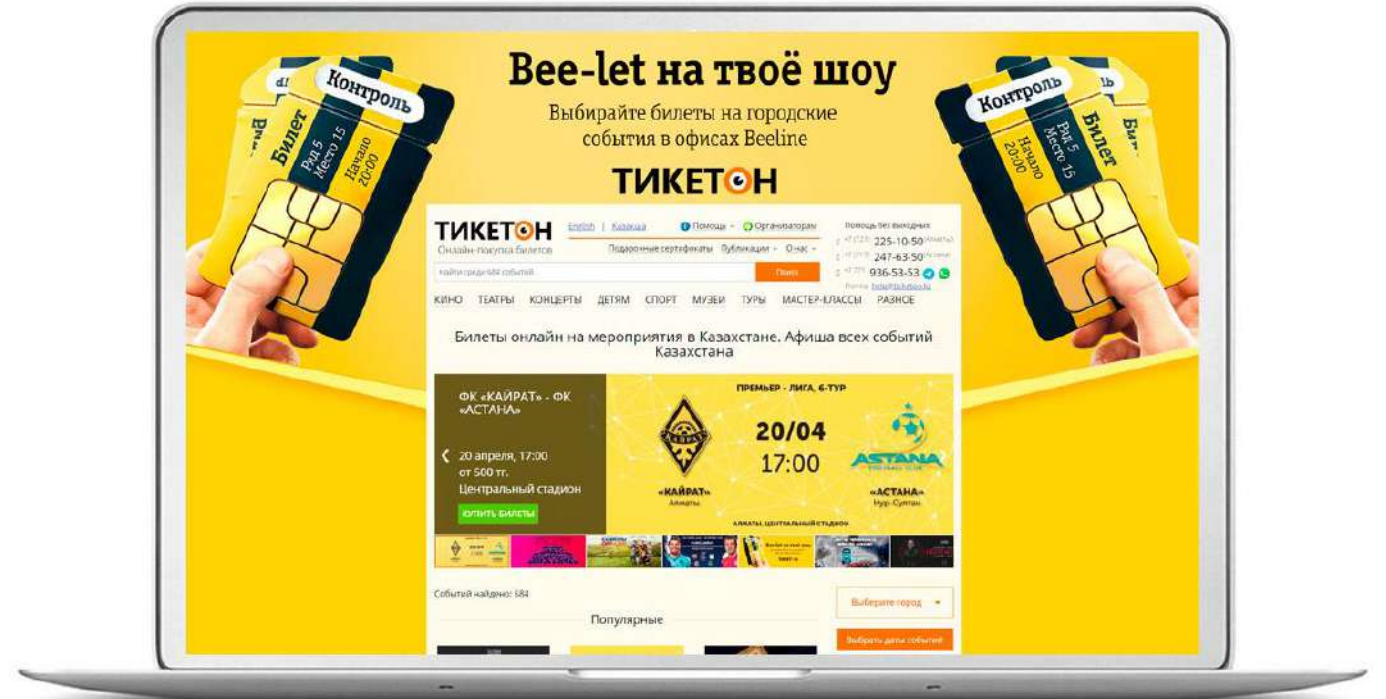 Bee-let на твоё шоу
Выбирайте билеты на городские
события в офисах Beeline
ТИКЕТОН
Контроль
Билет
Ряд 5
Место 15
Начало
20:00
Контроль
Билет
Ряд 5
Место 15
Начало
20:00
ТИКЕТОН
Онлайн-покупка билетов
English | Казакша
Помощь
Организаторам
Подарочные сертификаты Публикации О нас
Помощь без выходных
225-10-50
247-63-50
936-53-53
Найти среди 684 событий
Поиск
КИНО ТЕАТРЫ КОНЦЕРТЫ ДЕТЯМ СПОРТ МУЗЕИ ТУРЫ МАСТЕР-КЛАССЫ РАЗНОЕ
Билеты онлайн на мероприятия в Казахстане. Афиша всех событий
Казахстана
ФК «КАЙРАТ» - ФК
«АСТАНА»
20 апреля, 17:00
от 500 тг.
Центральный стадион
КУПИТЬ БИЛЕТЫ
ПРЕМЬЕР - ЛИГА, 6-ТУР
20/04
17:00
КАЙРАТ
«КАЙРАТ»
Алматы
ASTANA
«АСТАНА»
Нур-Султан
АЛМАТЫ, ЦЕНТРАЛЬНЫЙ СТАДИОН
Событий найдено: 684
Популярные
Выберите город
Выбрать даты событий